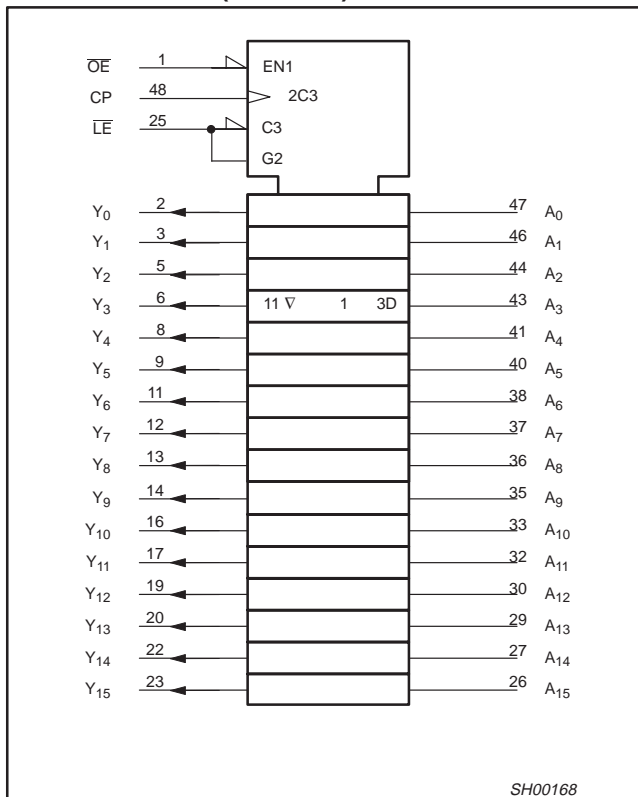 O̅E̅ 1 EN1
CP 48 2C3
L̅E̅ 25 C3
G2
Y0 2 47 A0
Y1 3 46 A1
Y2 5 44 A2
Y3 6 11 ∇ 1 3D 43 A3
Y4 8 41 A4
Y5 9 40 A5
Y6 11 38 A6
Y7 12 37 A7
Y8 13 36 A8
Y9 14 35 A9
Y10 16 33 A10
Y11 17 32 A11
Y12 19 30 A12
Y13 20 29 A13
Y14 22 27 A14
Y15 23 26 A15
SH00168